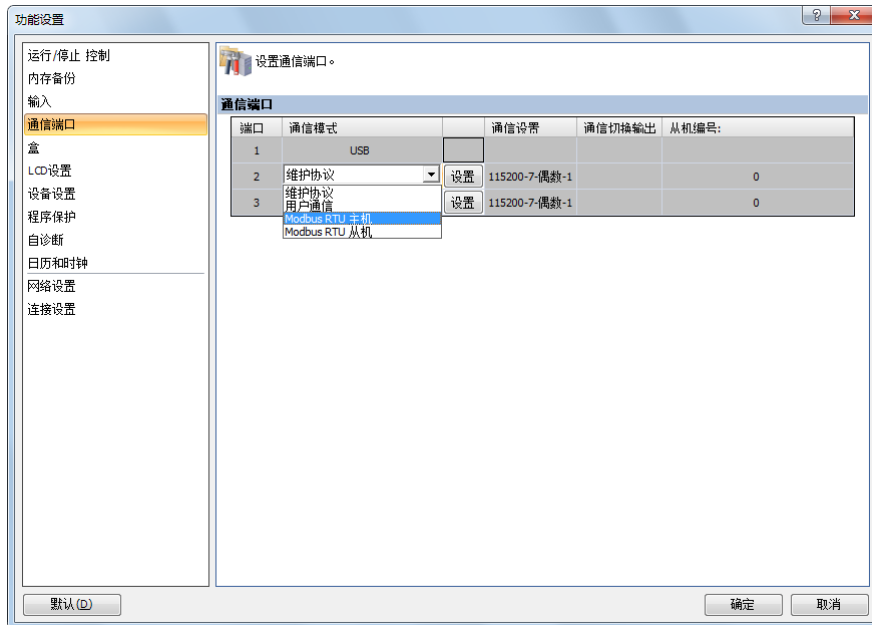 功能设置
运行/停止 控制
内存备份
输入
通信端口
盒
LCD设置
设备设置
程序保护
自诊断
日历和时钟
网络设置
连接设置
设置通信端口。
通信端口
端口 通信模式 通信设置 通信切换输出 从机编号:
1 USB
2 维护协议 设置 115200-7-偶数-1 0
维护协议
用户通信
3 设置 115200-7-偶数-1 0
Modbus RTU 主机
Modbus RTU 从机
默认(D) 确定 取消